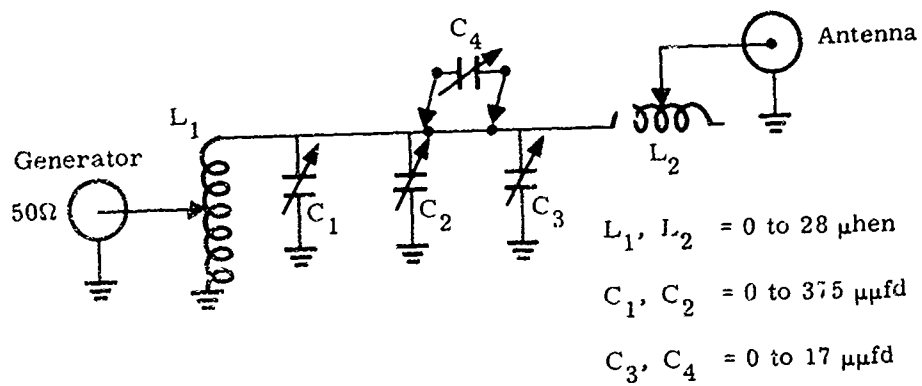 C4
Antenna
L1
L2
Generator
50Ω
C1
C2
C3
L1, L2 = 0 to 28 μhen
C1, C2 = 0 to 375 μμfd
C3, C4 = 0 to 17 μμfd